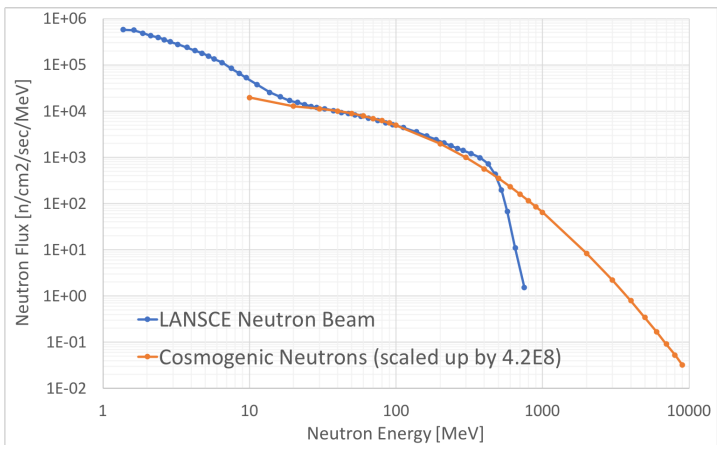 1E+06
1E+05
1E+04
1E+03
1E+02
1E+01
1E+00
1E-01
1E-02
Neutron Flux [n/cm2/sec/MeV]
LANSCE Neutron Beam
Cosmogenic Neutrons (scaled up by 4.2E8)
1 10 100 1000 10000
Neutron Energy [MeV]